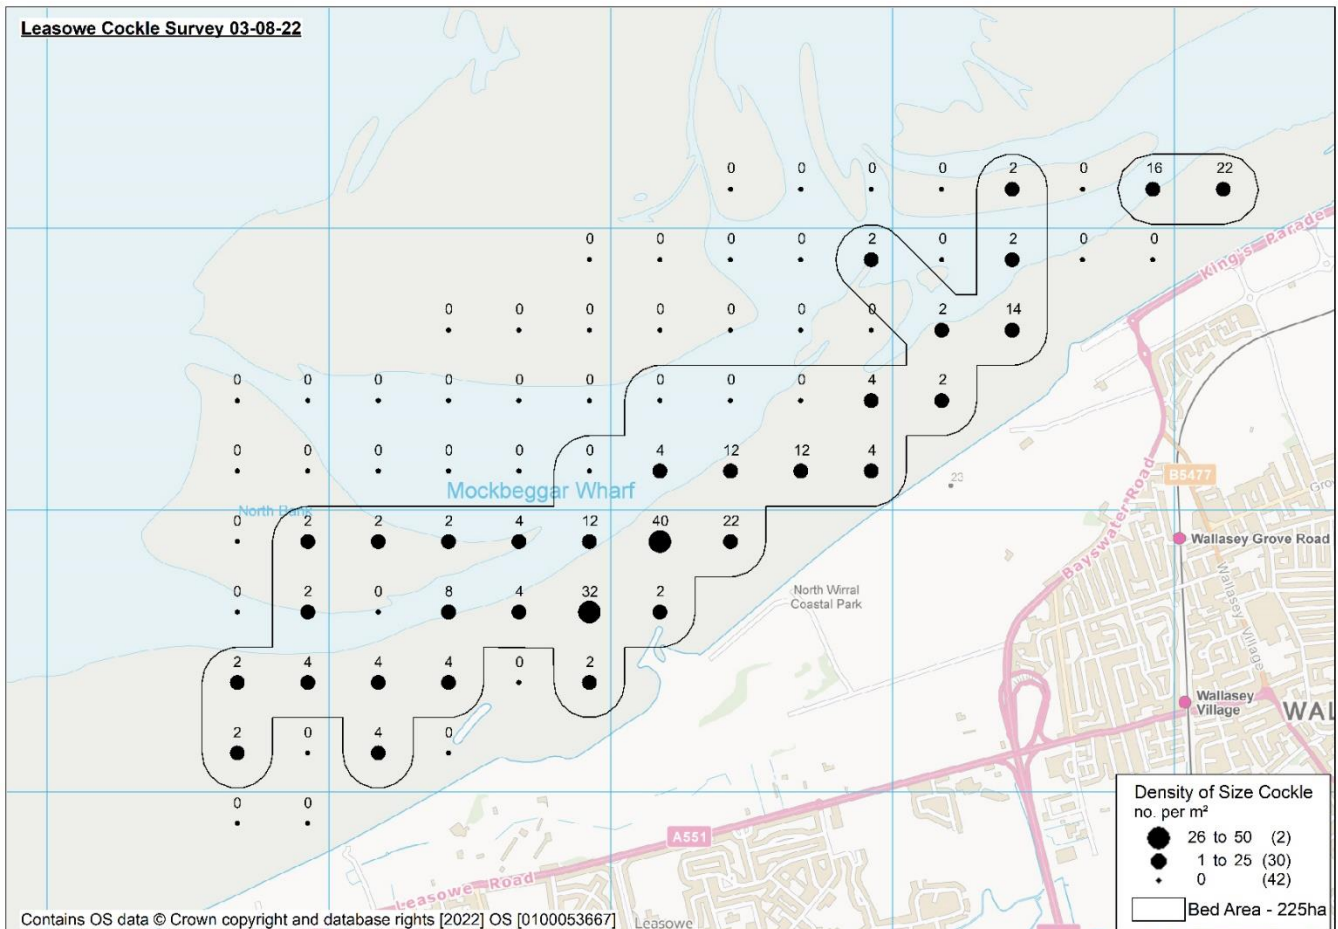 Leasowe Cockle Survey 03-08-22
0 0 0 0 2 0 16 22
King's Parade
0 0 0 0 2 0 2 0 0
0 0 0 0 0 0 0 2 14
0 0 0 0 0 0 0 0 0 4 2
0 0 0 0 0 0 4 12 12 4
23
B5477
Mockbeggar Wharf
North Bank
0 2 2 2 4 12 40 22
Bayswater Road
Wallasey Grove Road
Wallasey Village
0 2 0 8 4 32 2
North Wirral
Coastal Park
2 4 4 4 0 2
Wallasey
Village
WAL
2 0 4 0
0 0
A551
Leasowe Road
Leasowe
Density of Size Cockle
no. per m²
26 to 50 (2)
1 to 25 (30)
0 (42)
Bed Area - 225ha
Contains OS data © Crown copyright and database rights [2022] OS [0100053667]